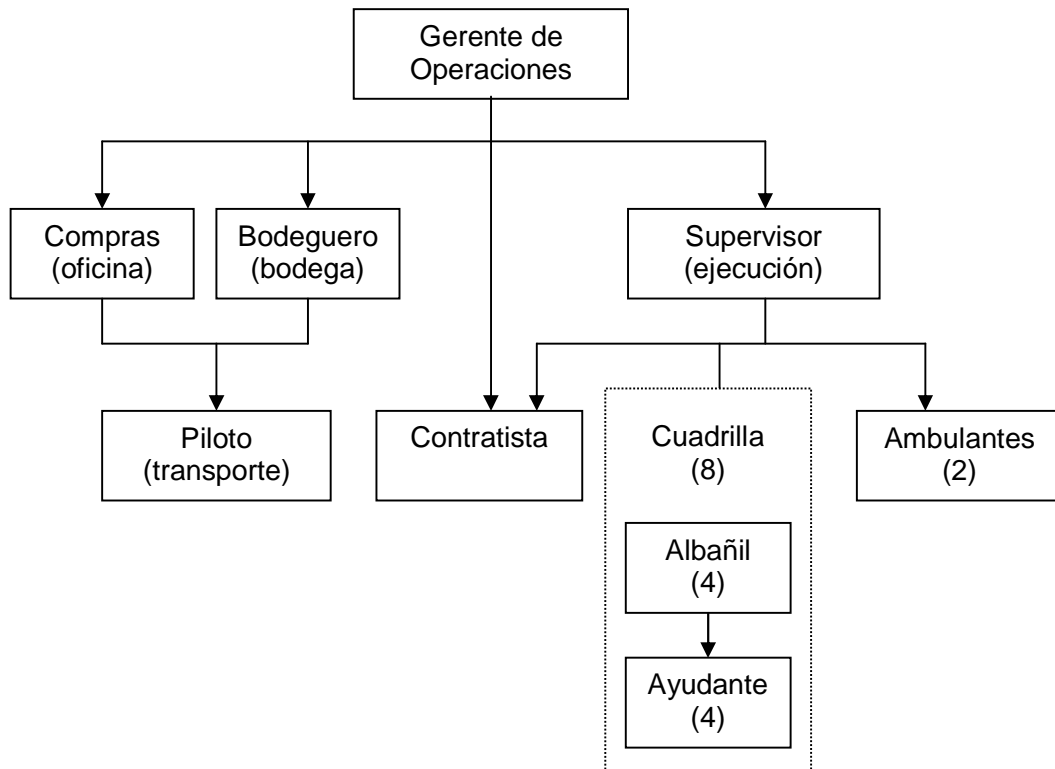 Gerente de
Operaciones
Compras
(oficina)
Bodeguero
(bodega)
Supervisor
(ejecución)
Piloto
(transporte)
Contratista
Cuadrilla
(8)
Ambulantes
(2)
Albañil
(4)
Ayudante
(4)